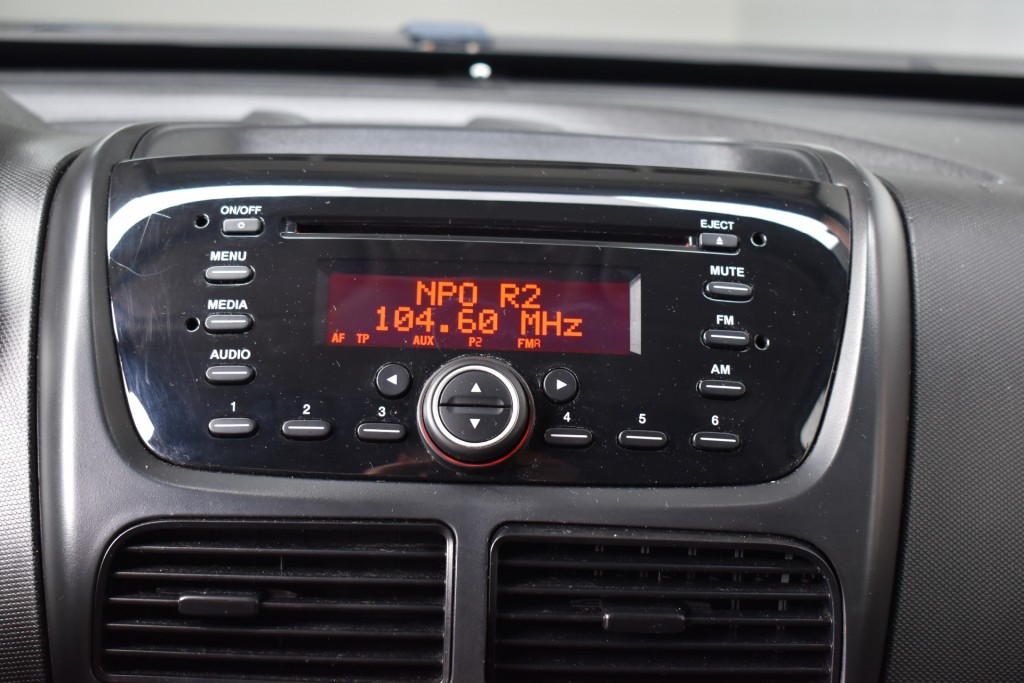 ON/OFF
EJECT
MENU
MUTE
MEDIA
FM
AUDIO
AM
NPO R2
104.60 MHz
AF TP AUX P2 FMA
1 2 3 4 5 6